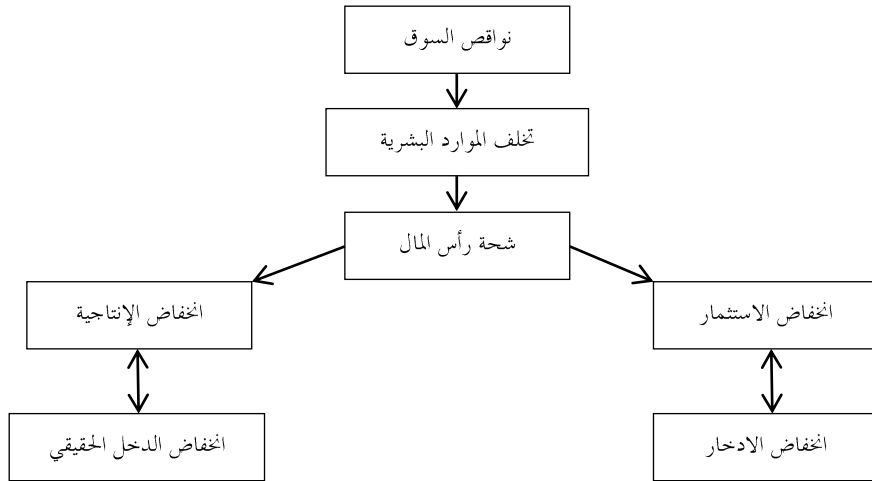 نواقص السوق
تخلف الموارد البشرية
شحة رأس المال
انخفاض الإنتاجية
انخفاض الاستثمار
انخفاض الدخل الحقيقي
انخفاض الادخار